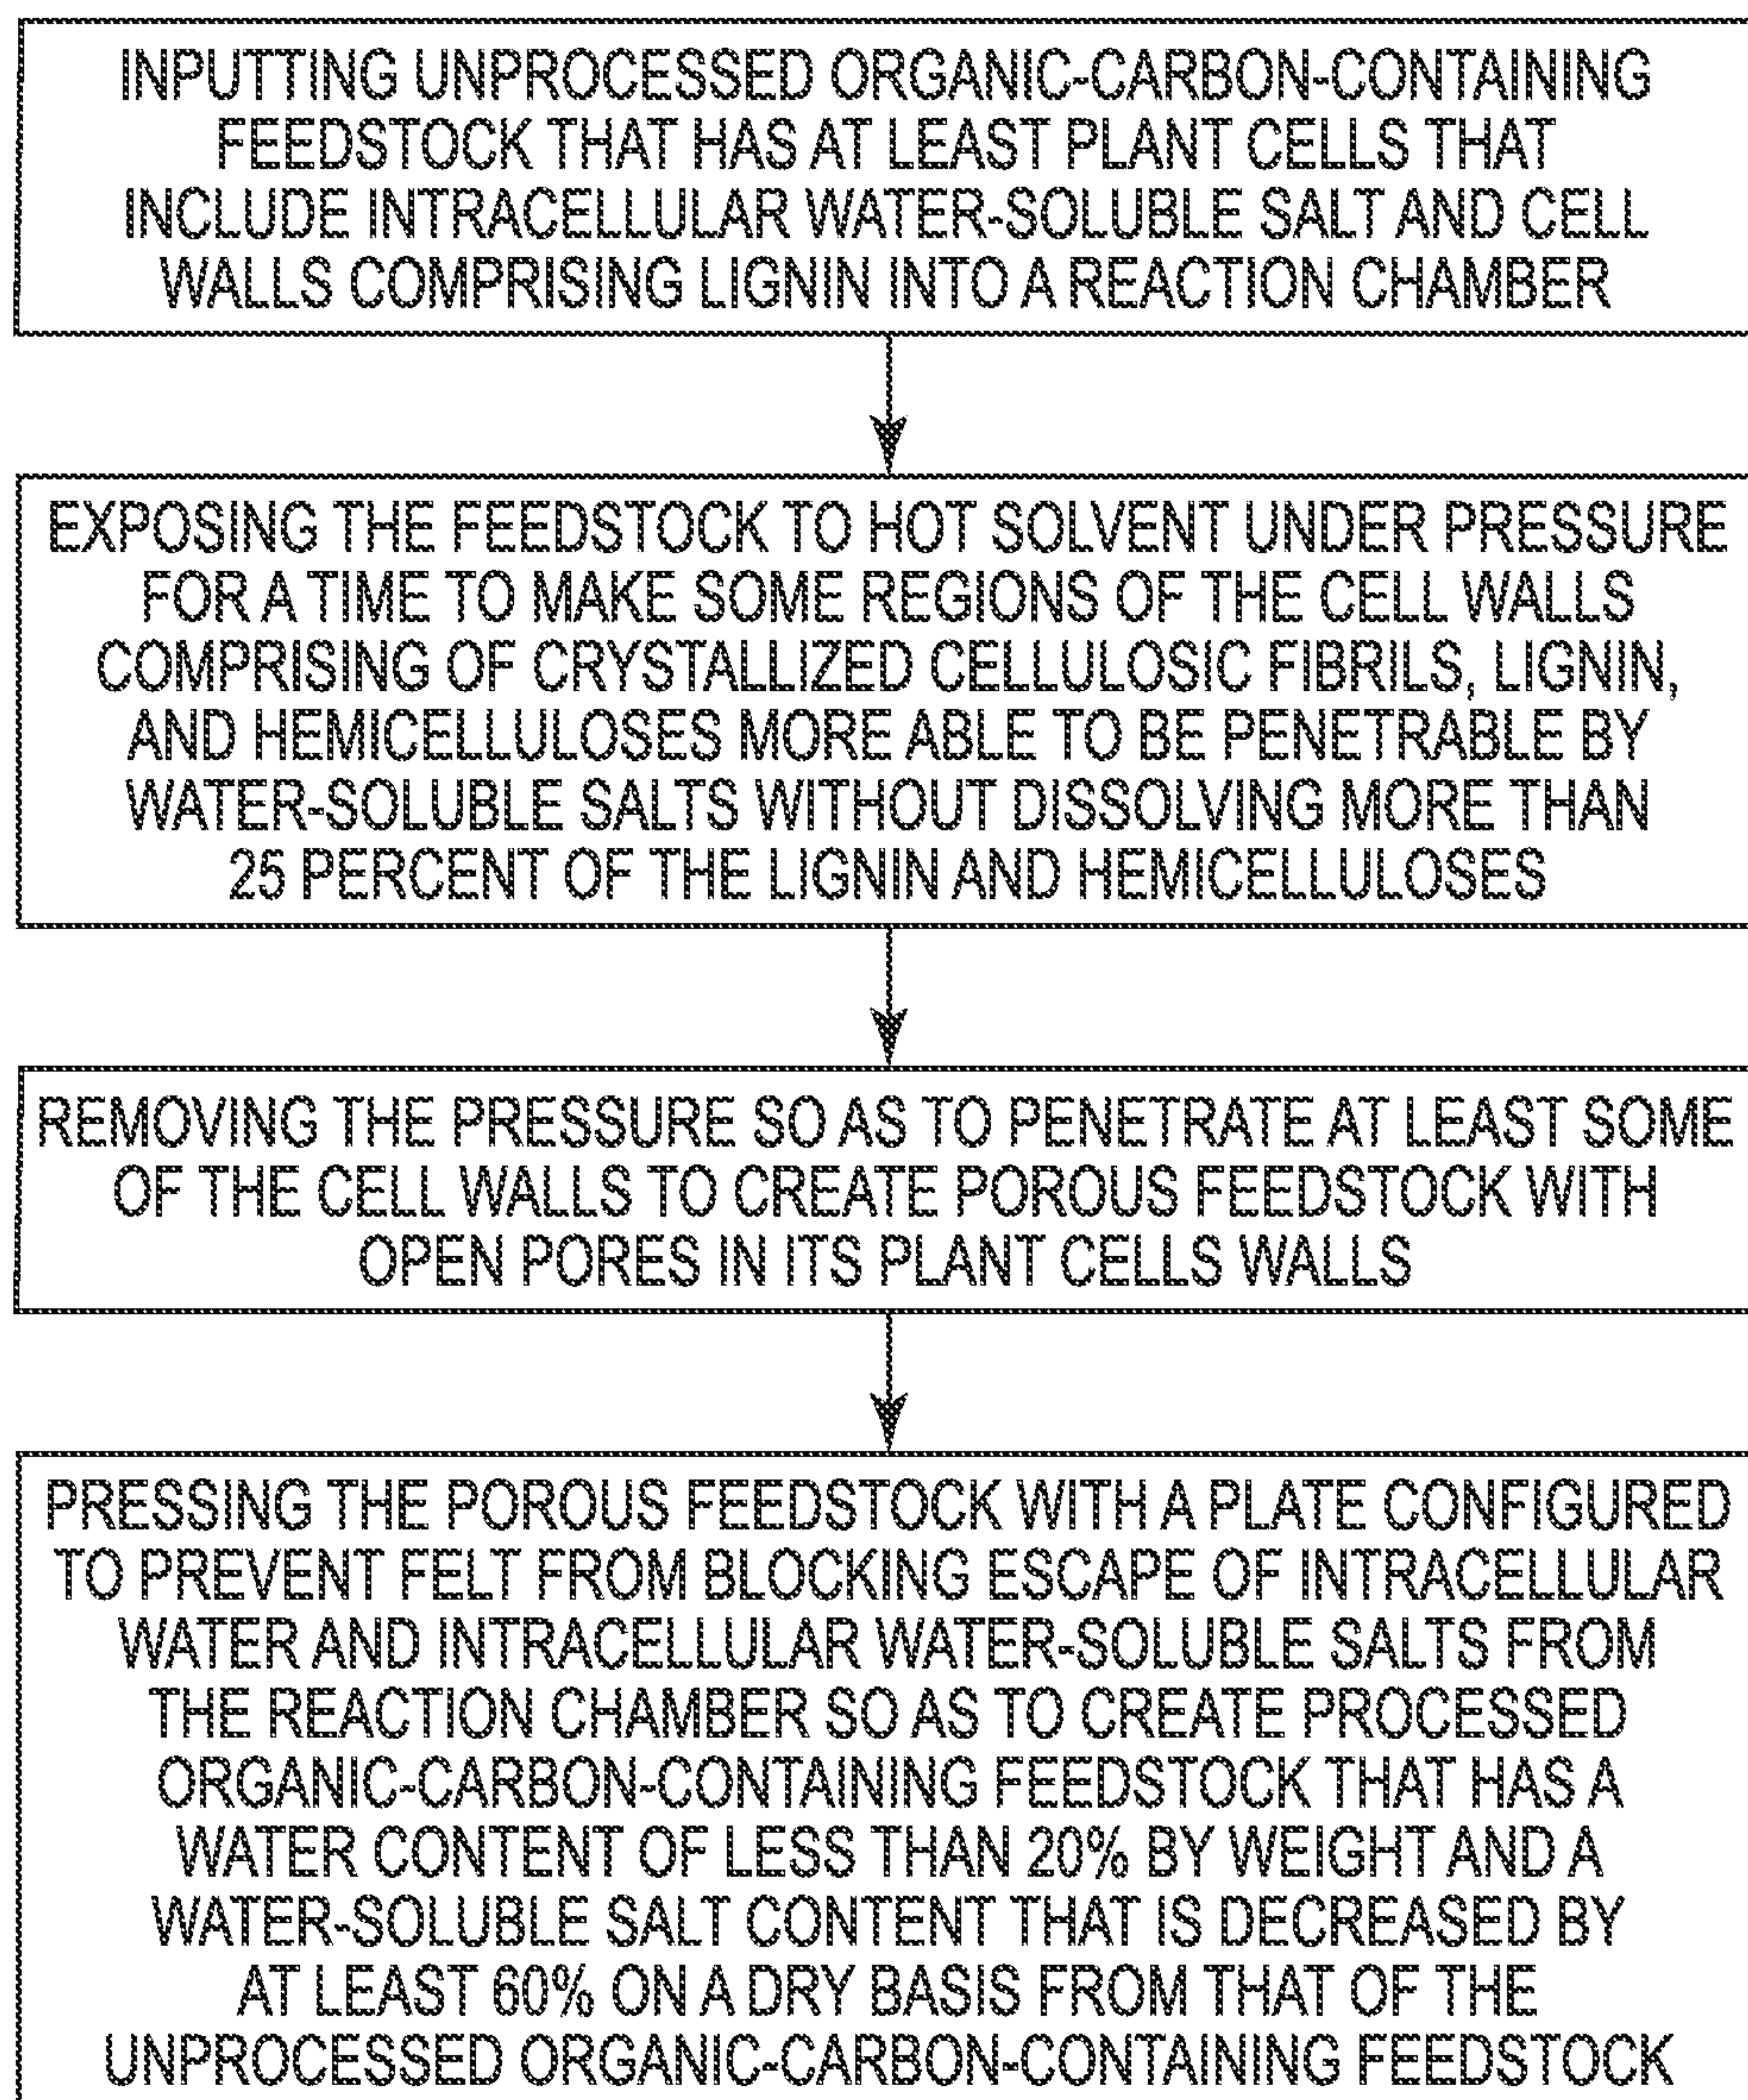 INPUTTING UNPROCESSED ORGANIC-CARBON-CONTAINING
FEEDSTOCK THAT HAS AT LEAST PLANT CELLS THAT
INCLUDE INTRACELLULAR WATER-SOLUBLE SALT AND CELL
WALLS COMPRISING LIGNIN INTO A REACTION CHAMBER
EXPOSING THE FEEDSTOCK TO HOT SOLVENT UNDER PRESSURE
FOR A TIME TO MAKE SOME REGIONS OF THE CELL WALLS
COMPRISING OF CRYSTALLIZED CELLULOSIC FIBRILS, LIGNIN,
AND HEMICELLULOSES MORE ABLE TO BE PENETRABLE BY
WATER-SOLUBLE SALTS WITHOUT DISSOLVING MORE THAN
25 PERCENT OF THE LIGNIN AND HEMICELLULOSES
REMOVING THE PRESSURE SO AS TO PENETRATE AT LEAST SOME
OF THE CELL WALLS TO CREATE POROUS FEEDSTOCK WITH
OPEN PORES IN ITS PLANT CELLS WALLS
PRESSING THE POROUS FEEDSTOCK WITH A PLATE CONFIGURED
TO PREVENT FELT FROM BLOCKING ESCAPE OF INTRACELLULAR
WATER AND INTRACELLULAR WATER-SOLUBLE SALTS FROM
THE REACTION CHAMBER SO AS TO CREATE PROCESSED
ORGANIC-CARBON-CONTAINING FEEDSTOCK THAT HAS A
WATER CONTENT OF LESS THAN 20% BY WEIGHT AND A
WATER-SOLUBLE SALT CONTENT THAT IS DECREASED BY
AT LEAST 60% ON A DRY BASIS FROM THAT OF THE
UNPROCESSED ORGANIC-CARBON-CONTAINING FEEDSTOCK